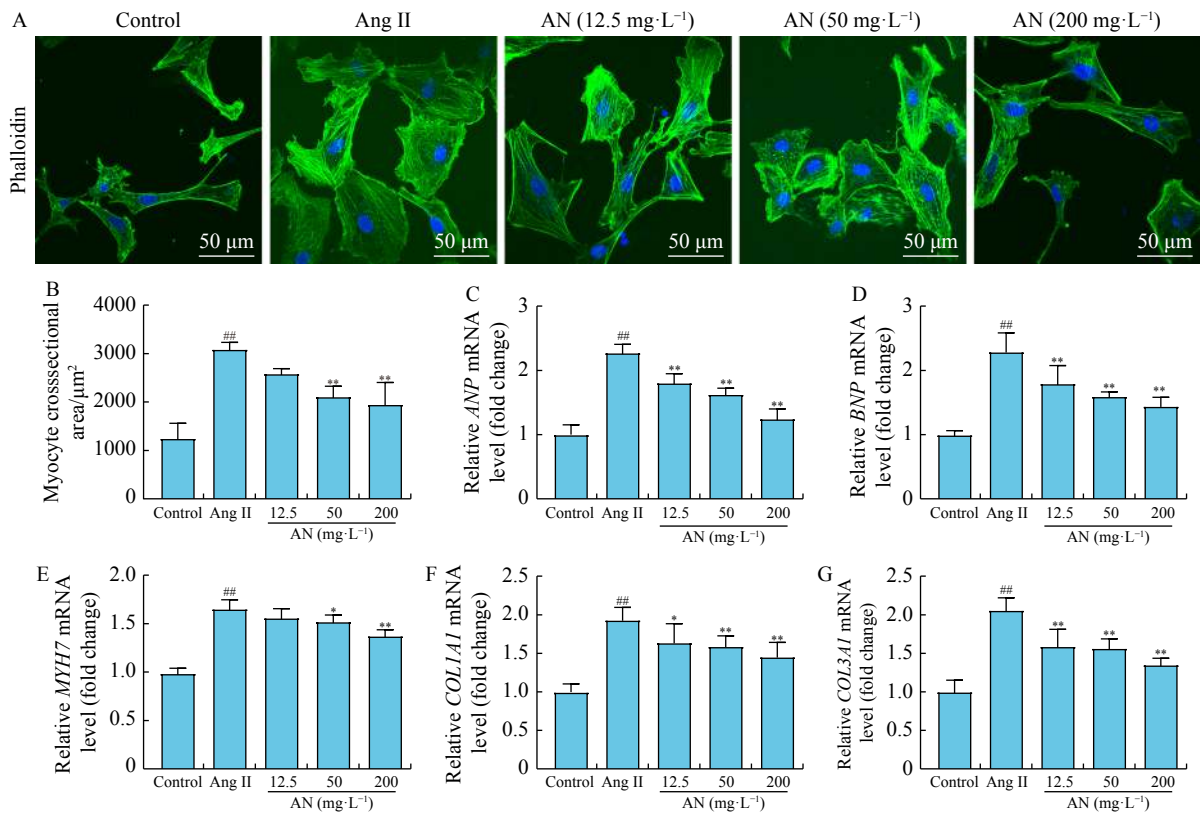 A
Control
Ang II
AN (12.5 mg·L⁻¹)
AN (50 mg·L⁻¹)
AN (200 mg·L⁻¹)
Phalloidin
50 μm
50 μm
50 μm
50 μm
50 μm
B
Myocyte crosssectional
area/μm²
4000
3000
2000
1000
0
##
**
**
Control
Ang II
12.5
50
200
AN (mg·L⁻¹)
C
Relative ANP mRNA
level (fold change)
3
2
1
0
##
**
**
**
Control
Ang II
12.5
50
200
AN (mg·L⁻¹)
D
Relative BNP mRNA
level (fold change)
3
2
1
0
##
**
**
**
Control
Ang II
12.5
50
200
AN (mg·L⁻¹)
E
Relative MYH7 mRNA
level (fold change)
2.0
1.5
1.0
0.5
0
##
*
**
Control
Ang II
12.5
50
200
AN (mg·L⁻¹)
F
Relative COL1A1 mRNA
level (fold change)
2.5
2.0
1.5
1.0
0.5
0
##
*
**
**
Control
Ang II
12.5
50
200
AN (mg·L⁻¹)
G
Relative COL3A1 mRNA
level (fold change)
2.5
2.0
1.5
1.0
0.5
0
##
**
**
**
Control
Ang II
12.5
50
200
AN (mg·L⁻¹)